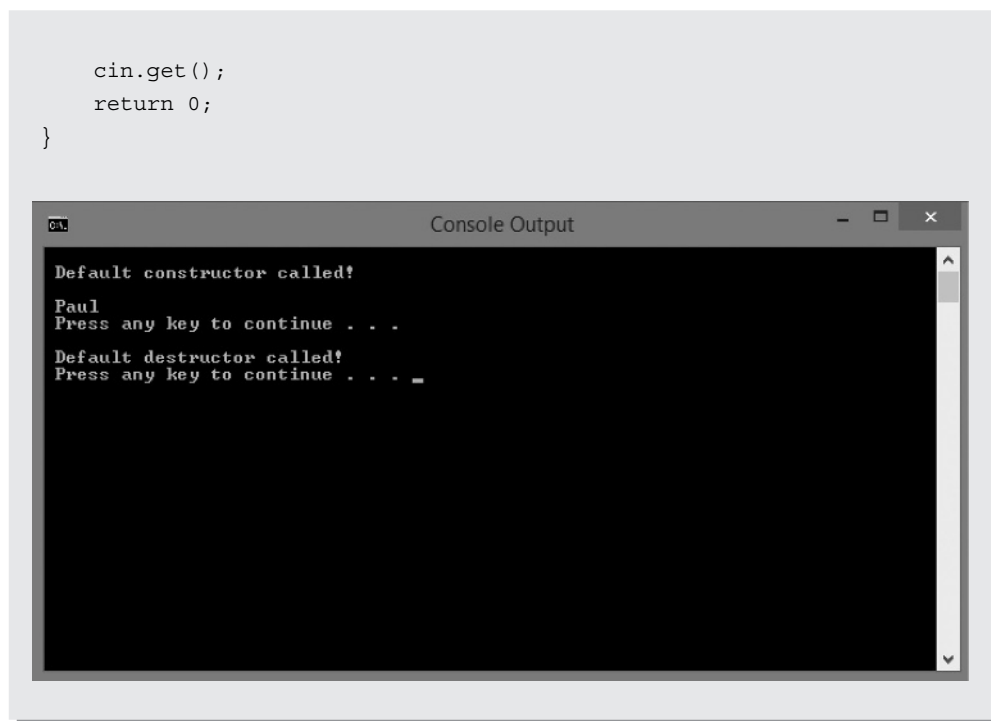 cin.get();
return 0;
}
C:\.
Console Output
Default constructor called!
Paul
Press any key to continue . . .
Default destructor called!
Press any key to continue . . . _